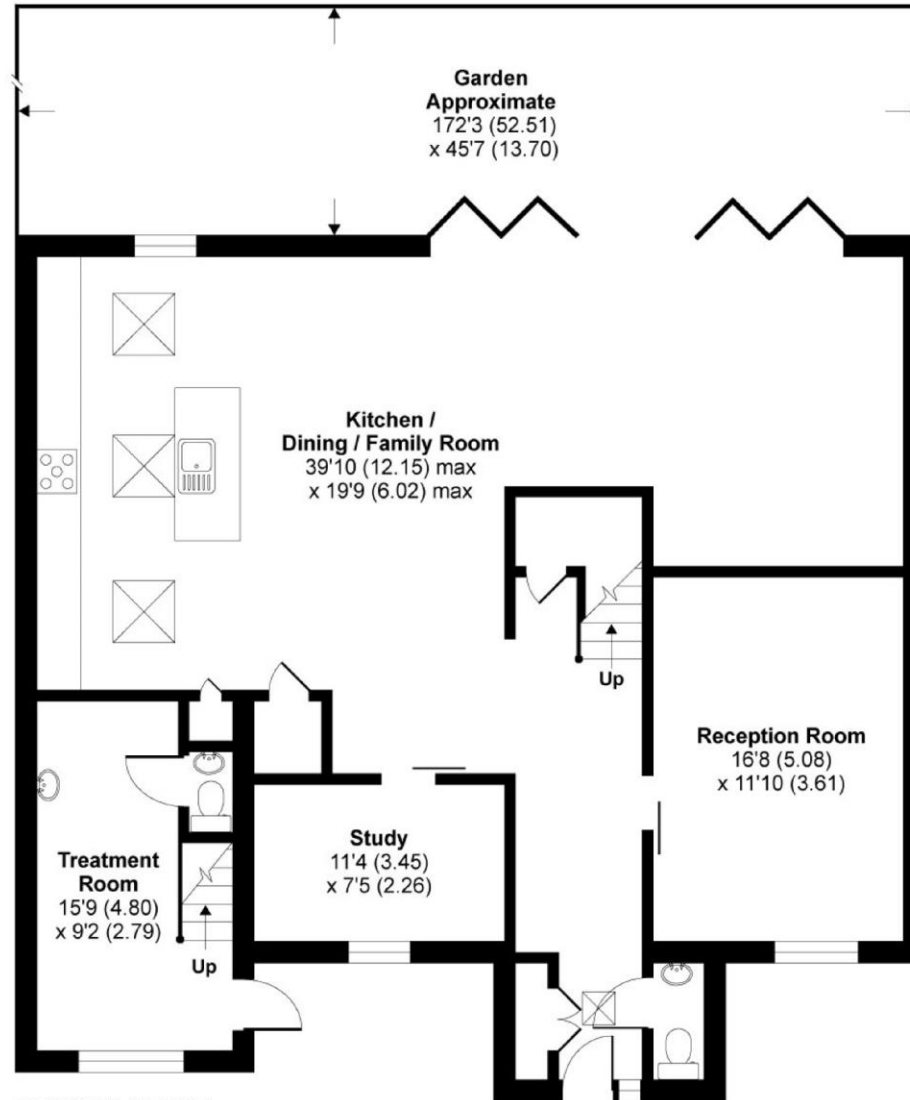 Garden
Approximate
172'3 (52.51)
x 45'7 (13.70)
Kitchen /
Dining / Family Room
39'10 (12.15) max
x 19'9 (6.02) max
Up
Reception Room
16'8 (5.08)
x 11'10 (3.61)
Study
11'4 (3.45)
x 7'5 (2.26)
Treatment
Room
15'9 (4.80)
x 9'2 (2.79)
Up